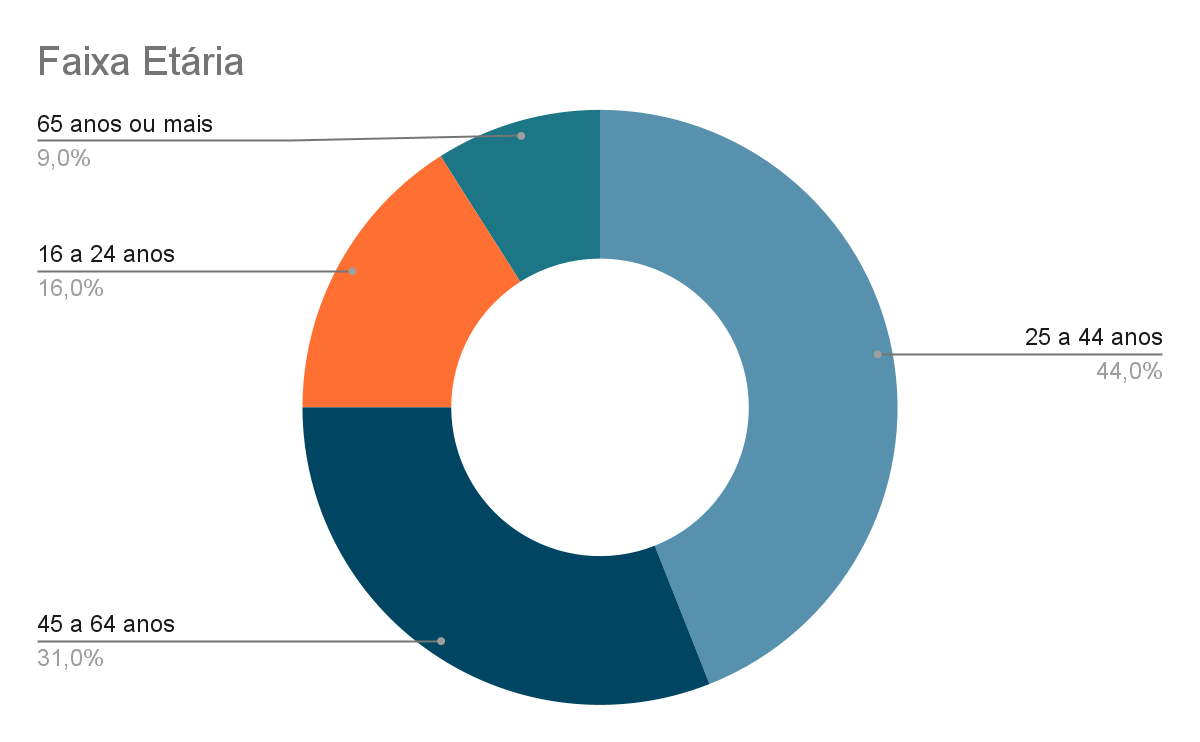 Faixa Etária
65 anos ou mais
9,0%
16 a 24 anos
16,0%
25 a 44 anos
44,0%
45 a 64 anos
31,0%